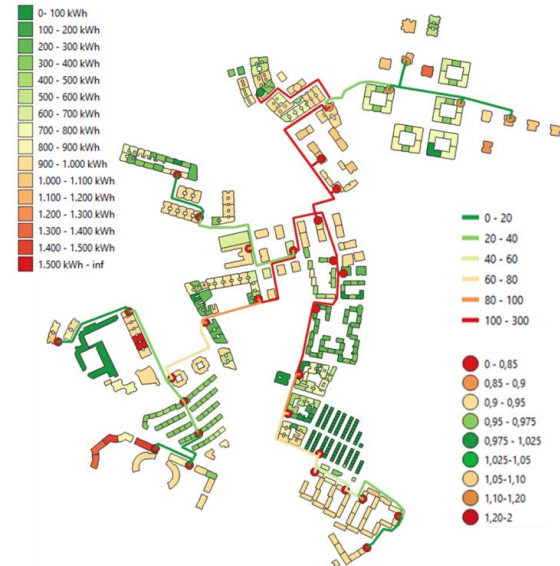 0- 100 kWh
100 - 200 kWh
200 - 300 kWh
300 - 400 kWh
400 - 500 kWh
500 - 600 kWh
600 - 700 kWh
700 - 800 kWh
800 - 900 kWh
900 - 1.000 kWh
1.000 - 1.100 kWh
1.100 - 1.200 kWh
1.200 - 1.300 kWh
1.300 - 1.400 kWh
1.400 - 1.500 kWh
1.500 kWh - inf
0 - 20
20 - 40
40 - 60
60 - 80
80 - 100
100 - 300
0 - 0,85
0,85 - 0,9
0,9 - 0,95
0,95 - 0,975
0,975 - 1,025
1,025-1,05
1,05-1,10
1,10-1,20
1,20-2